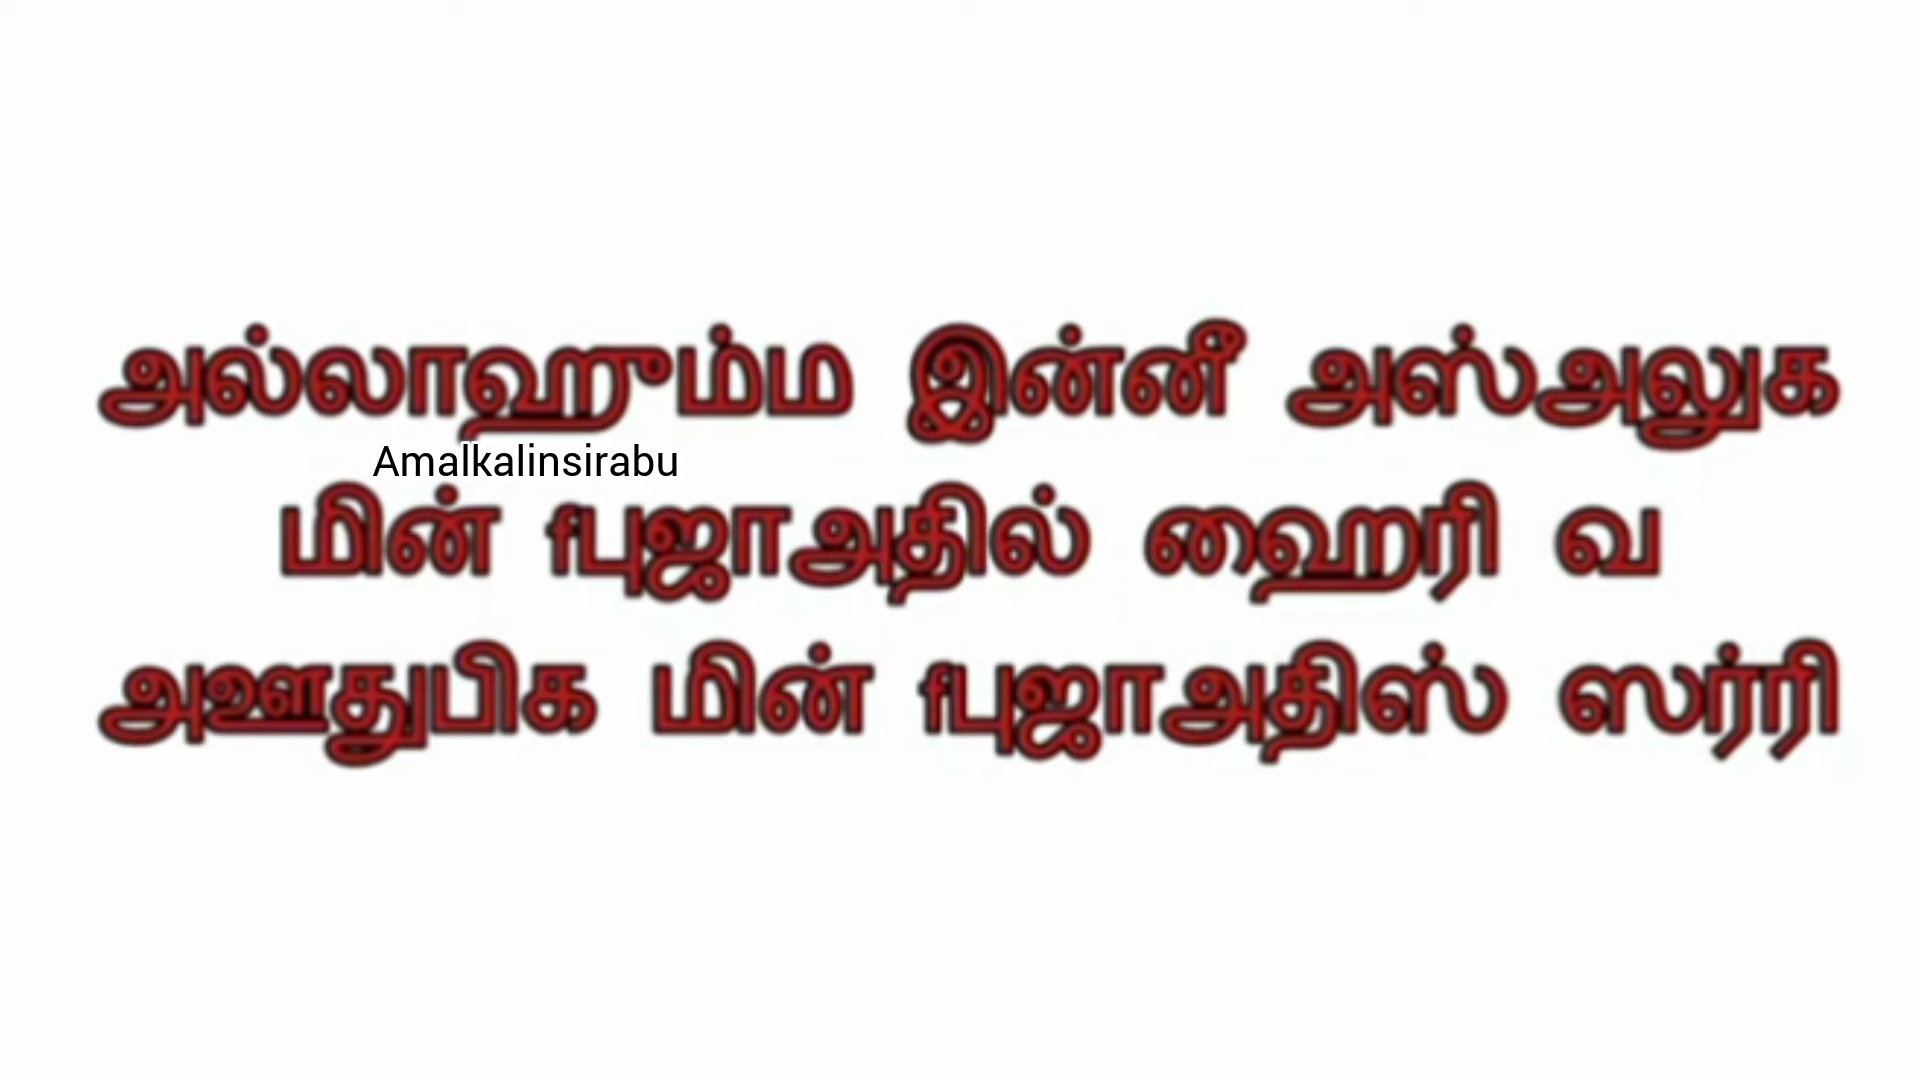 அல்லாஹும்ம இன்னீ அஸ்அலுக
Amalkalinsirabu
மின் fபுஜாஅதில் ஹைரி வ
அஊதுபிக மின் fபுஜாஅதிஸ் ஸர்ரி